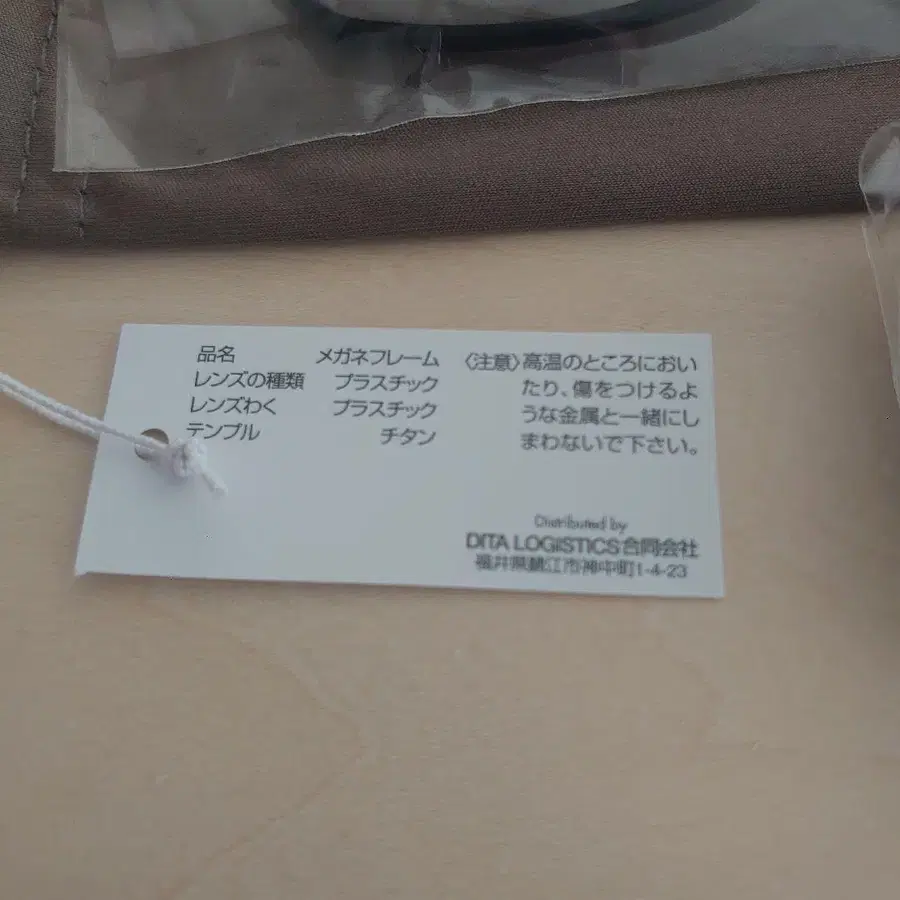 品名 メガネフレーム
レンズの種類 プラスチック
レンズわく プラスチック
テンプル チタン
〈注意〉高温のところにおい
たり、傷をつけるよ
うな金属と一緒にし
まわないで下さい。
Distributed by
DITA LOGISTICS合同会社
福井県鯖江市神中町1-4-23